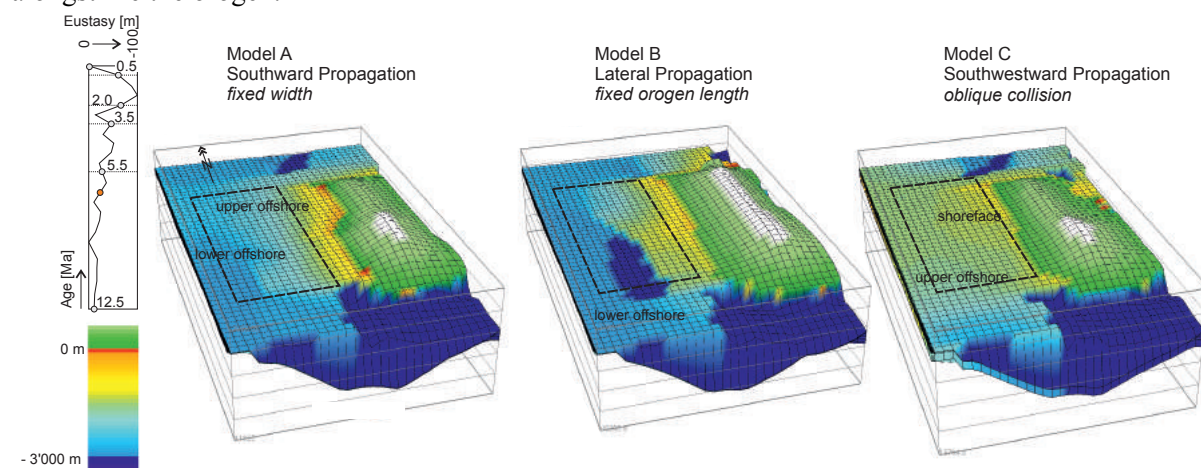 Eustasy [m]
0
-100
0.5
2.0
3.5
5.5
12.5
Age [Ma]
0 m
- 3'000 m
Model A
Southward Propagation
fixed width
N
upper offshore
lower offshore
Model B
Lateral Propagation
fixed orogen length
lower offshore
Model C
Southwestward Propagation
oblique collision
shoreface
upper offshore